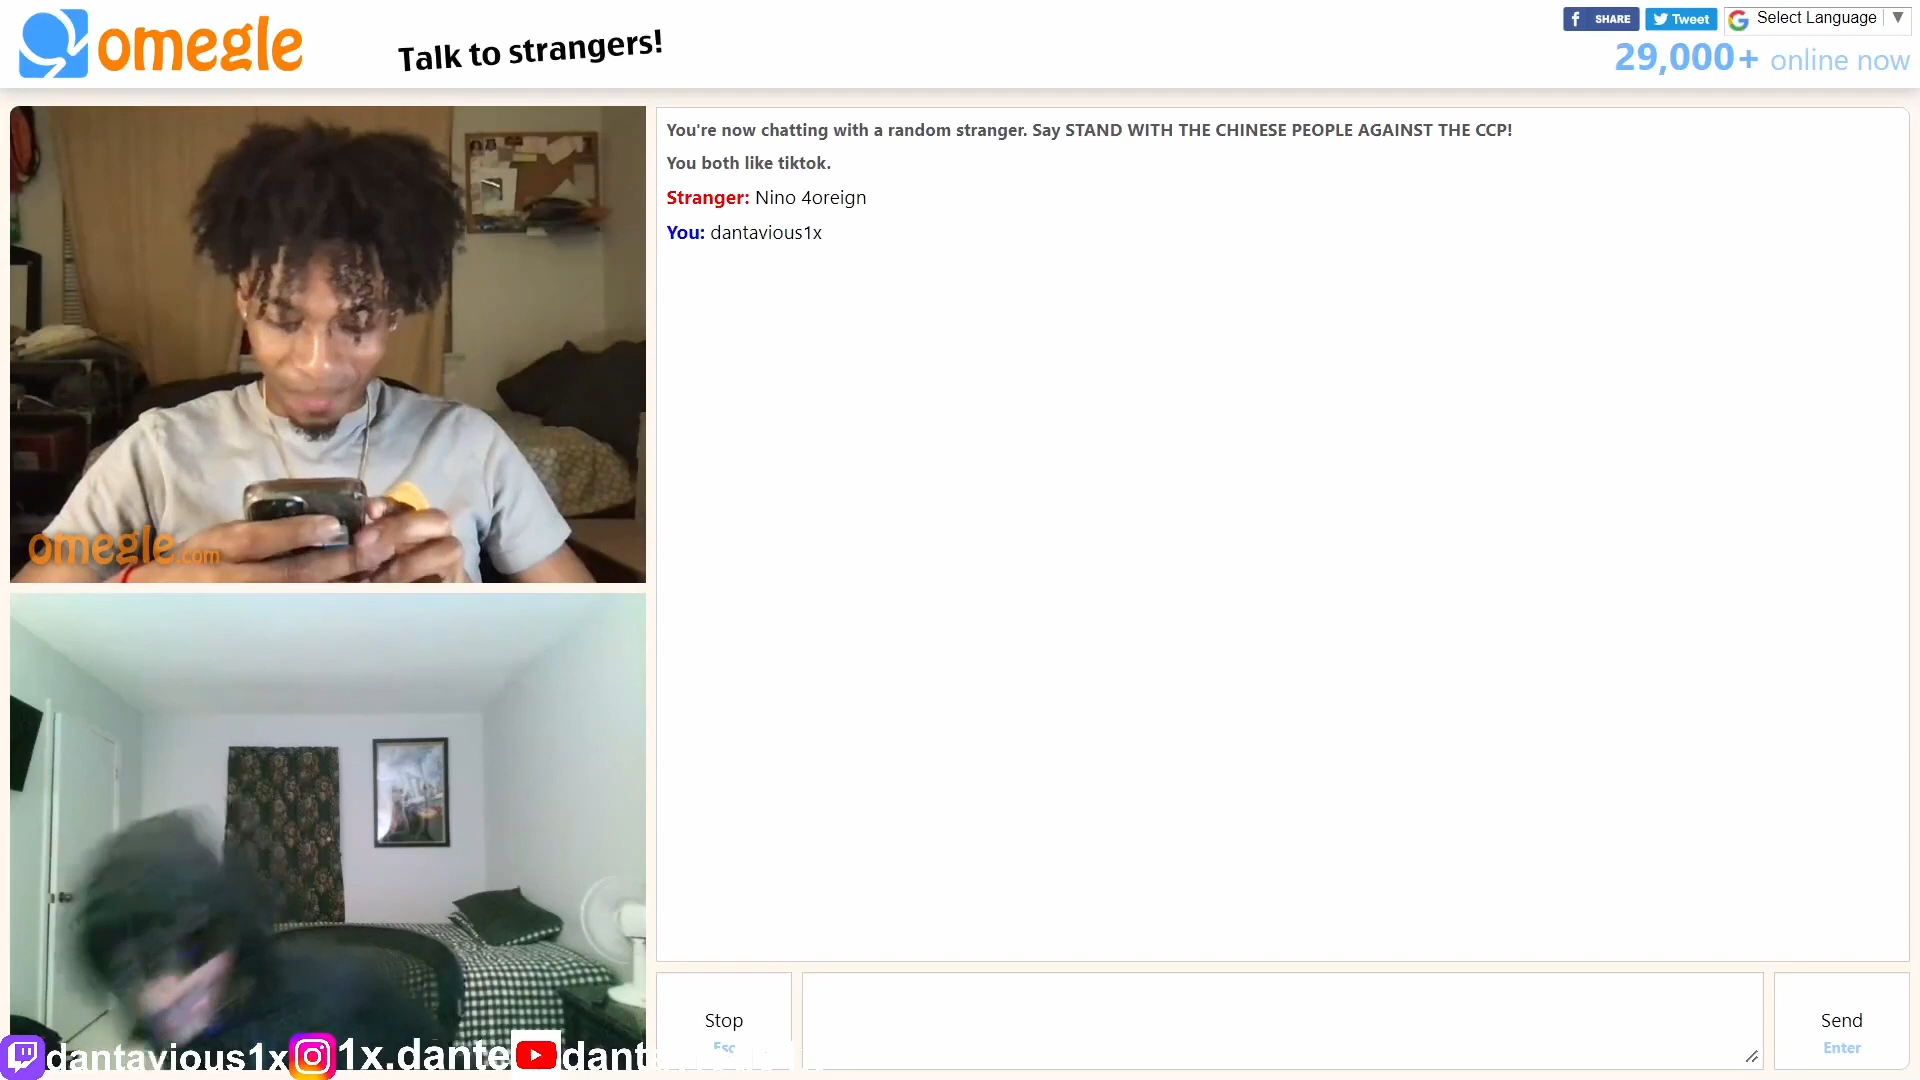 omegle
Talk to strangers!
f SHARE
Tweet
Select Language
29,000+ online now
omegle.com
You're now chatting with a random stranger. Say STAND WITH THE CHINESE PEOPLE AGAINST THE CCP!
You both like tiktok.
Stranger: Nino 4oreign
You: dantavious1x
Stop
Esc
Send
Enter
dantavious1x
1x.dante